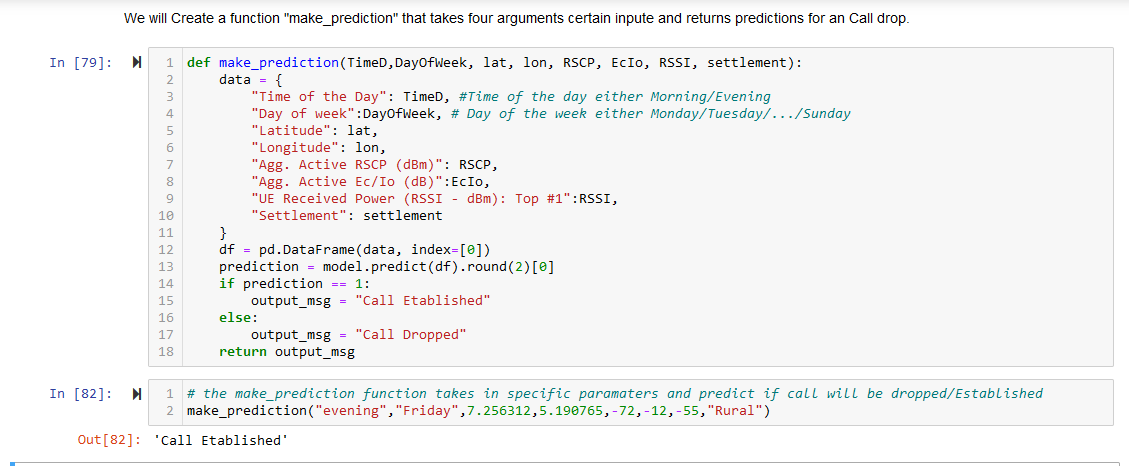 We will Create a function "make_prediction" that takes four arguments certain inpute and returns predictions for an Call drop.
In [79]:
1 def make_prediction(TimeD,DayOfWeek, lat, lon, RSCP, EcIo, RSSI, settlement):
2     data = {
3         "Time of the Day": TimeD, #Time of the day either Morning/Evening
4         "Day of week":DayOfWeek, # Day of the week either Monday/Tuesday/.../Sunday
5         "Latitude": lat,
6         "Longitude": lon,
7         "Agg. Active RSCP (dBm)": RSCP,
8         "Agg. Active Ec/Io (dB)":EcIo,
9         "UE Received Power (RSSI - dBm): Top #1":RSSI,
10         "Settlement": settlement
11     }
12     df = pd.DataFrame(data, index=[0])
13     prediction = model.predict(df).round(2)[0]
14     if prediction == 1:
15         output_msg = "Call Etablished"
16     else:
17         output_msg = "Call Dropped"
18     return output_msg
In [82]:
1 # the make_prediction function takes in specific paramaters and predict if call will be dropped/Established
2 make_prediction("evening","Friday",7.256312,5.190765,-72,-12,-55,"Rural")
Out[82]: 'Call Etablished'